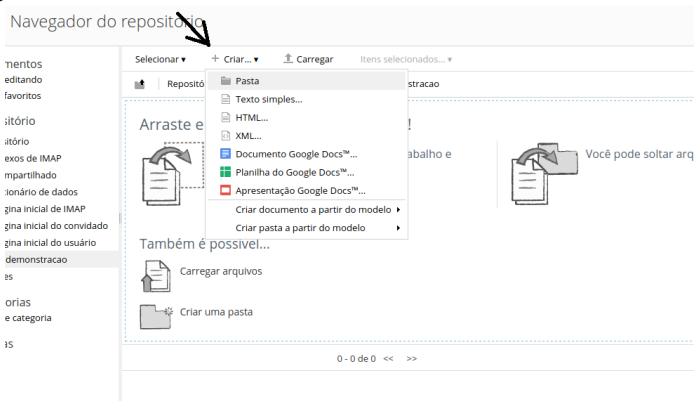 Navegador do repositório
mentos
editando
favoritos
sitório
sitório
exos de IMAP
mpartilhado
cionário de dados
gina inicial de IMAP
gina inicial do convidado
gina inicial do usuário
demonstracao
es
orias
e categoria
as
Selecionar
+ Criar...
Carregar
Itens selecionados...
Repositó
stracao
Pasta
Texto simples...
HTML...
XML...
Documento Google Docs™...
Planilha do Google Docs™...
Apresentação Google Docs™...
Criar documento a partir do modelo
Criar pasta a partir do modelo
Arraste e
!
abalho e
Você pode soltar arq
Também é possível...
Carregar arquivos
Criar uma pasta
0 - 0 de 0 << >>